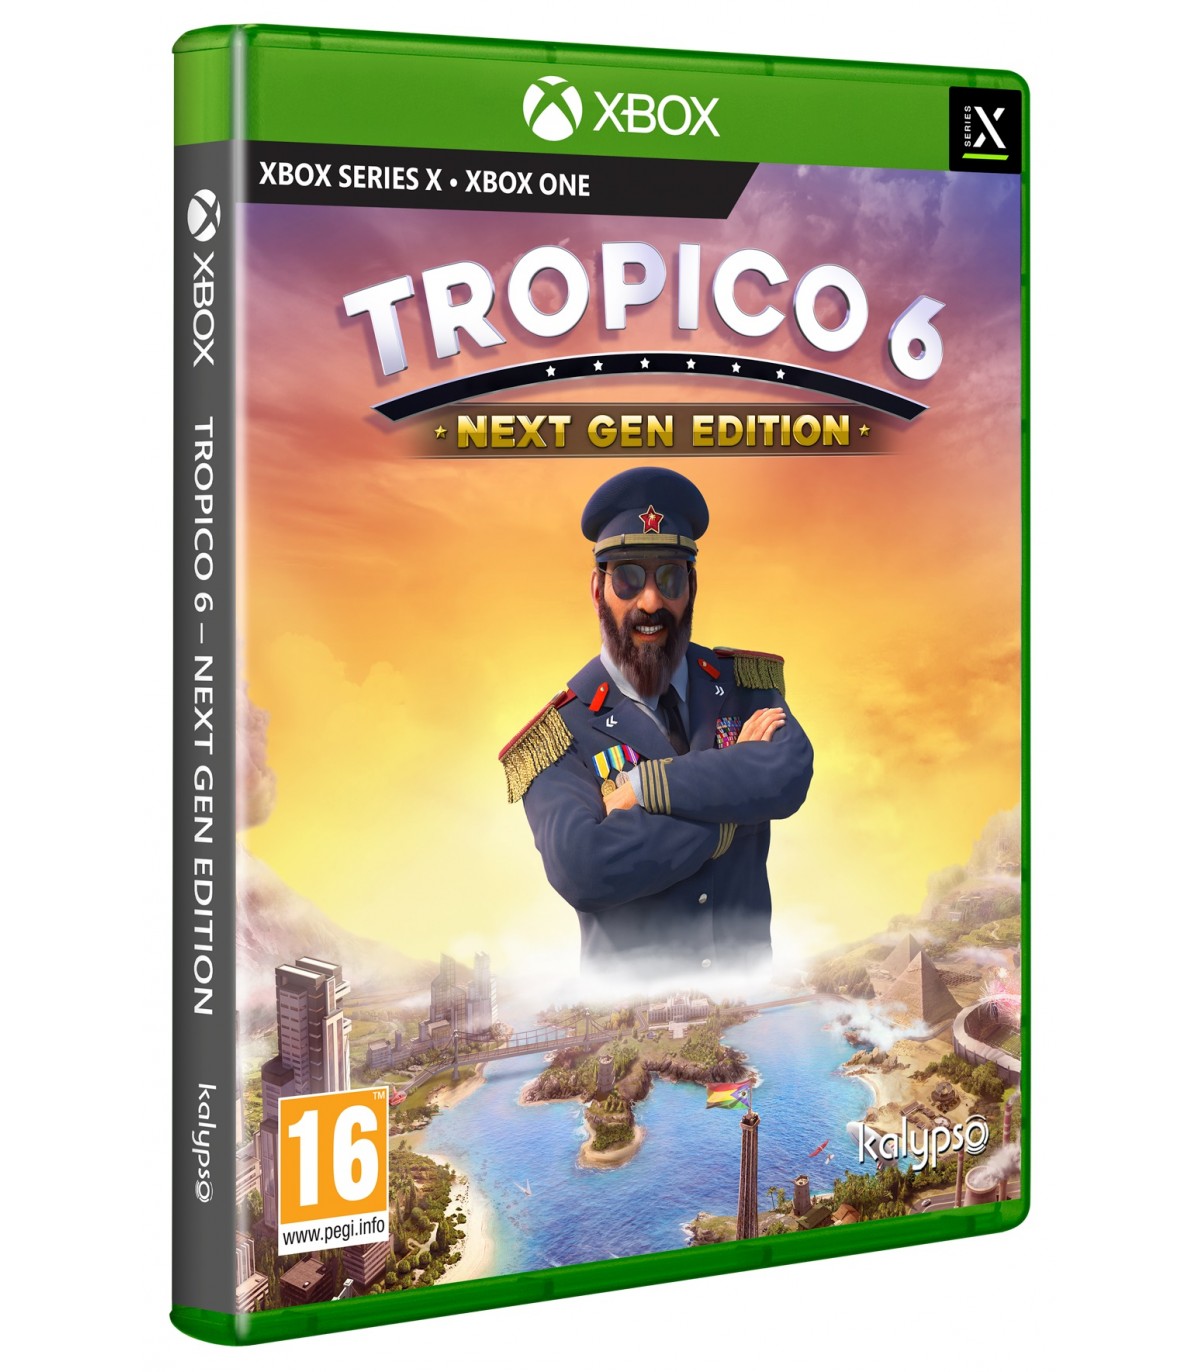 XBOX
SERIES X
XBOX SERIES X • XBOX ONE
TROPICO 6
NEXT GEN EDITION
16
TM
www.pegi.info
kalypso
XBOX
TROPICO 6 – NEXT GEN EDITION
kalypso